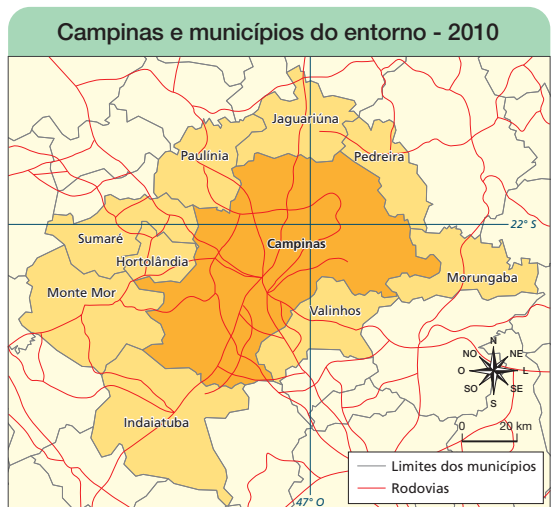 Campinas e municípios do entorno - 2010
Jaguariúna
Paulínia
Pedreira
22° S
Sumaré
Campinas
Hortolândia
Morungaba
Monte Mor
Valinhos
N
NO
NE
O
L
SO
SE
S
Indaiatuba
0 20 km
Limites dos municípios
Rodovias
47° O